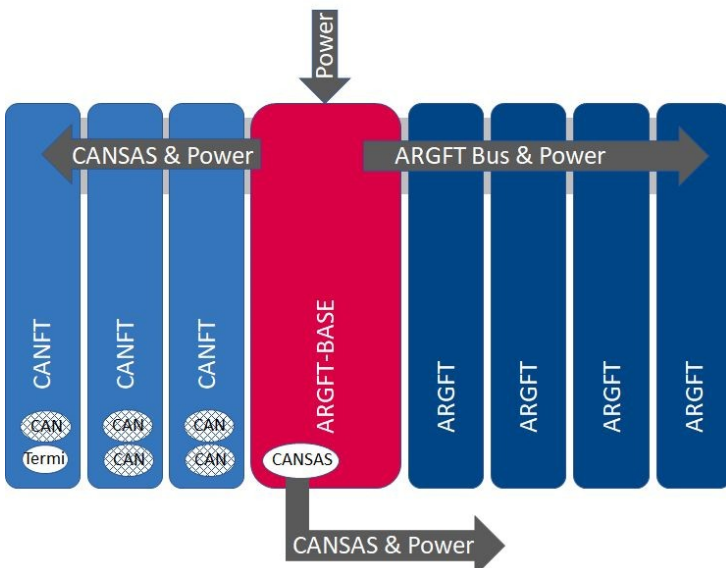 Power
CANSAS & Power
ARGFT Bus & Power
CANFT
CANFT
CANFT
ARGFT-BASE
ARGFT
ARGFT
ARGFT
ARGFT
CAN
CAN
CAN
Termi
CAN
CAN
CANSAS
CANSAS & Power